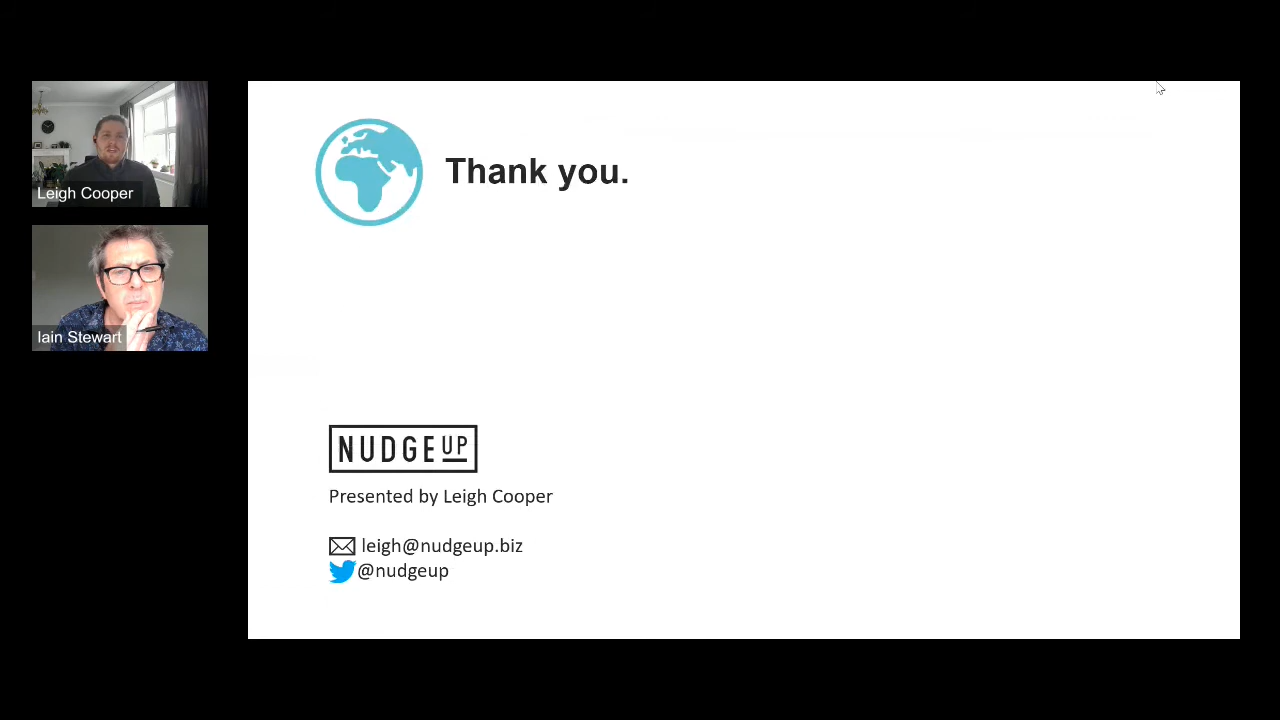 Leigh Cooper
Iain Stewart
Thank you.
NUDGE UP
Presented by Leigh Cooper
leigh@nudgeup.biz
@nudgeup